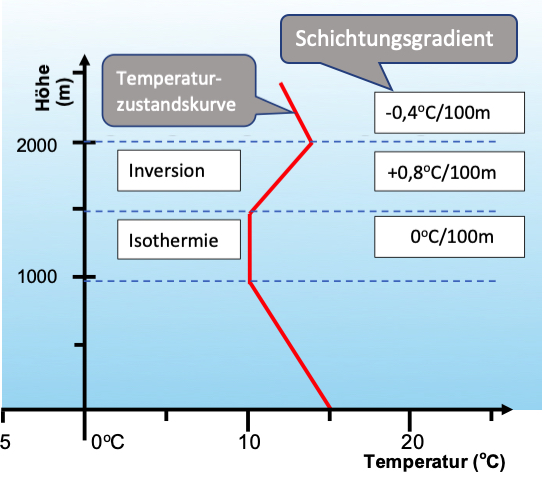 Schichtungsgradient
Höhe
(m)
Temperatur-
zustandskurve
-0,4°C/100m
2000
Inversion
+0,8°C/100m
Isothermie
0°C/100m
1000
5
0°C
10
20
Temperatur (°C)